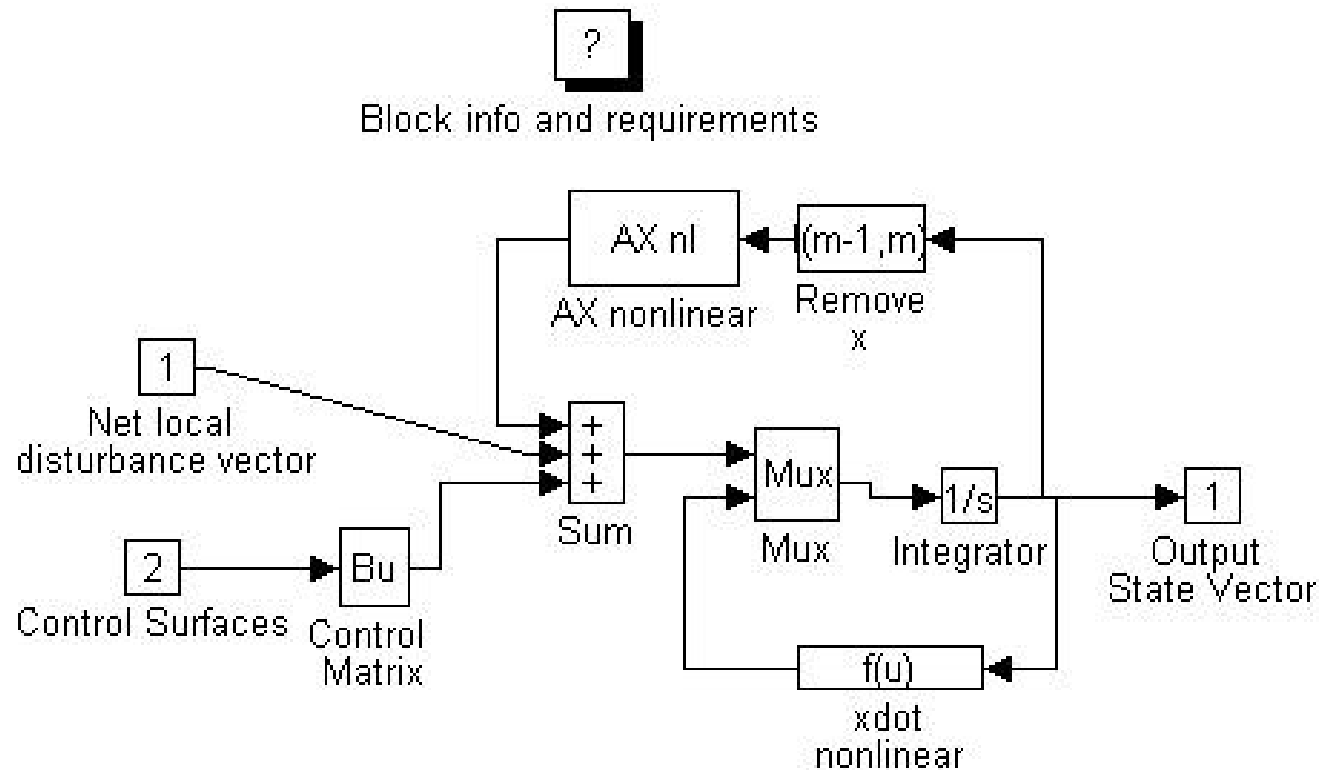 ?
Block info and requirements
AX nl
AX nonlinear
(m-1,m)
Remove
x
1
Net local
disturbance vector
+
+
+
Sum
Mux
Mux
1/s
Integrator
1
Output
State Vector
2
Control Surfaces
Bu
Control
Matrix
f(u)
xdot
nonlinear